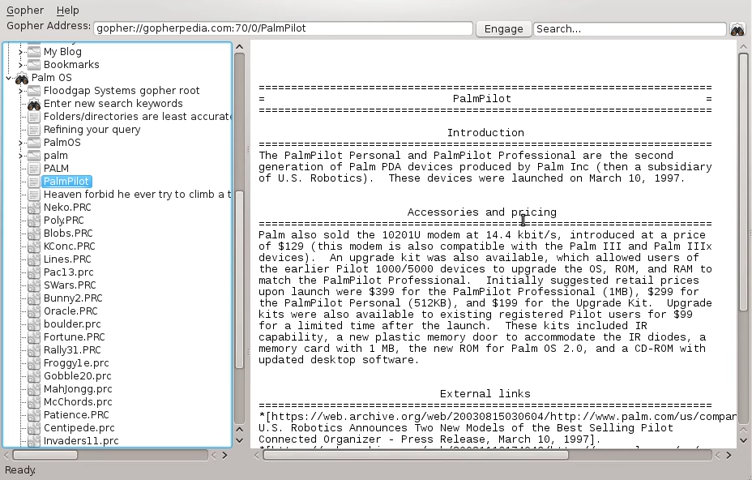 Gopher Help
Gopher Address: gopher://gopherpedia.com:70/0/PalmPilot Engage Search...
My Blog
Bookmarks
Palm OS
Floodgap Systems gopher root
Enter new search keywords
Folders/directories are least accurate
Refining your query
PalmOS
palm
PALM
PalmPilot
Heaven forbid he ever try to climb a t
Neko.PRC
Poly.PRC
Blobs.PRC
KConc.PRC
Lines.PRC
Pac13.prc
SWars.PRC
Bunny2.PRC
Oracle.PRC
boulder.prc
Fortune.PRC
Rally31.PRC
Froggy1e.prc
Gobble20.prc
MahJongg.prc
McChords.prc
Patience.PRC
Centipede.prc
Invaders11.prc
==============================================================
= PalmPilot =
==============================================================
Introduction
==============================================================
The PalmPilot Personal and PalmPilot Professional are the second
generation of Palm PDA devices produced by Palm Inc (then a subsidiary
of U.S. Robotics). These devices were launched on March 10, 1997.
Accessories and pricing
==============================================================
Palm also sold the 10201U modem at 14.4 kbit/s, introduced at a price
of $129 (this modem is also compatible with the Palm III and Palm IIIx
devices). An upgrade kit was also available, which allowed users of
the earlier Pilot 1000/5000 devices to upgrade the OS, ROM, and RAM to
match the PalmPilot Professional. Initially suggested retail prices
upon launch were $399 for the PalmPilot Professional (1MB), $299 for
the PalmPilot Personal (512KB), and $199 for the Upgrade Kit. Upgrade
kits were also available to existing registered Pilot users for $99
for a limited time after the launch. These kits included IR
capability, a new plastic memory door to accommodate the IR diodes, a
memory card with 1 MB, the new ROM for Palm OS 2.0, and a CD-ROM with
updated desktop software.
External links
==============================================================
*[https://web.archive.org/web/20030815030604/http://www.palm.com/us/compar
U.S. Robotics Announces Two New Models of the Best Selling Pilot
Connected Organizer - Press Release, March 10, 1997].
Ready.